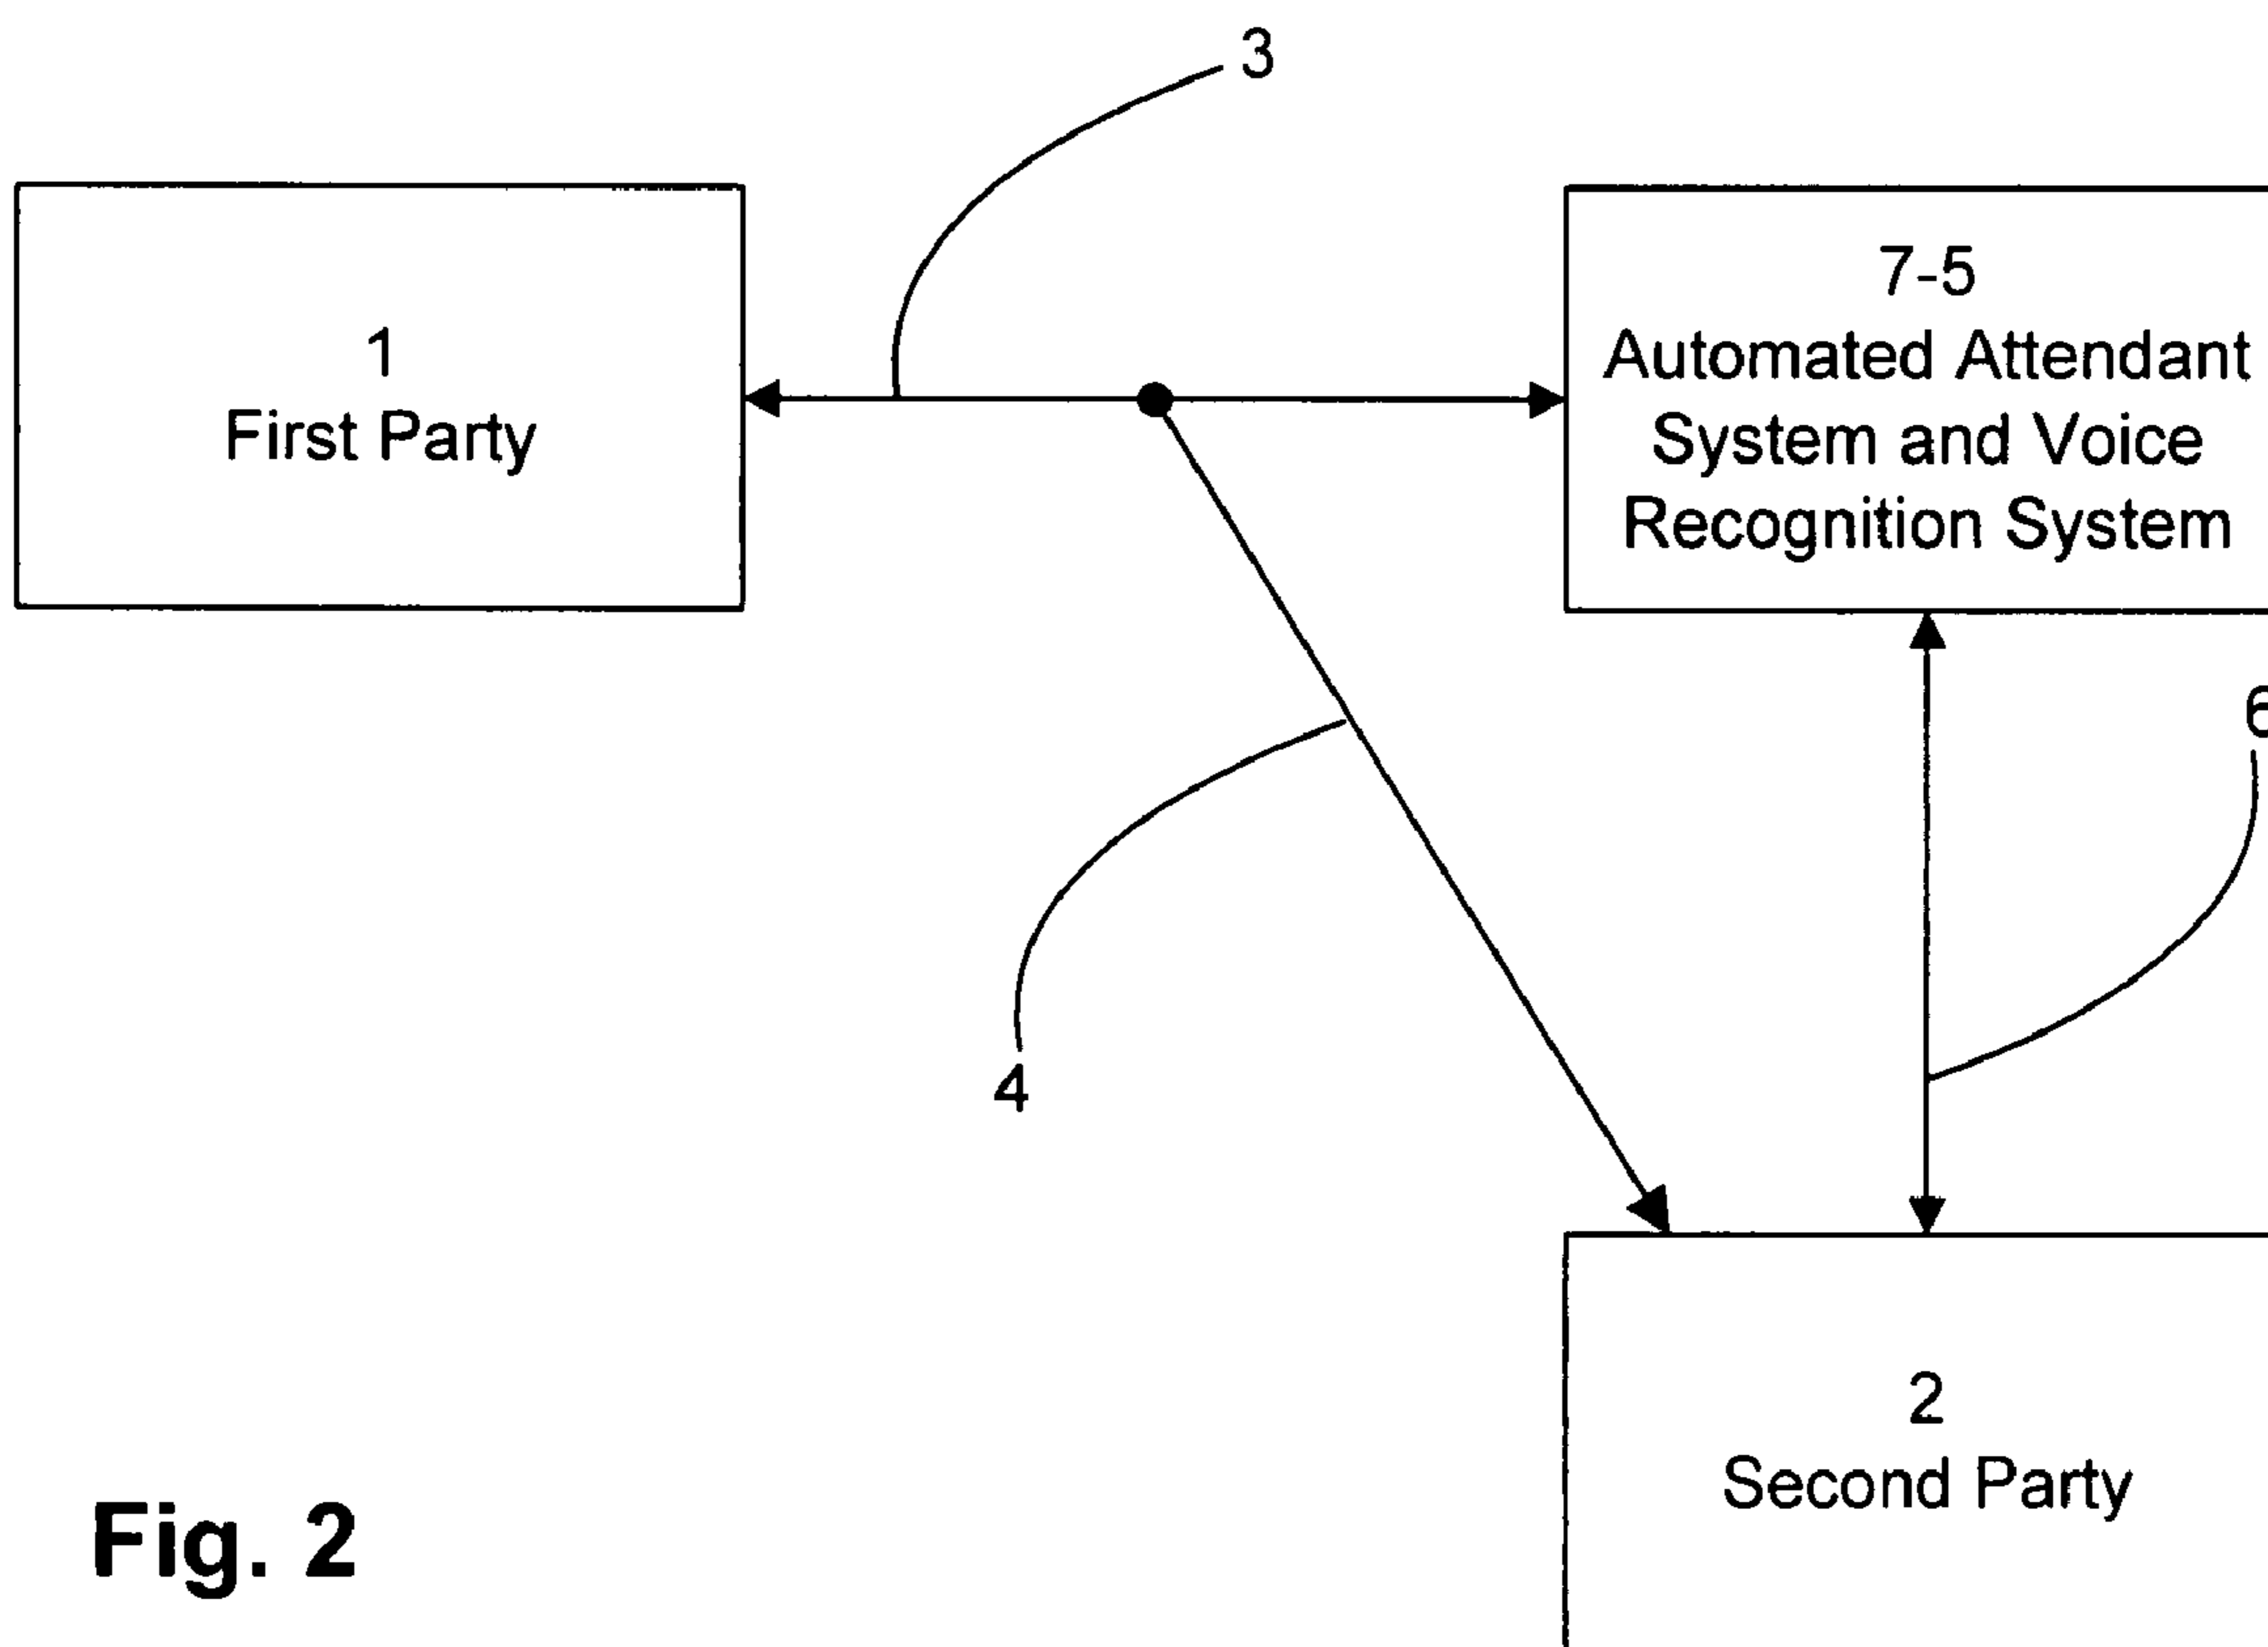 3
1
First Party
7-5
Automated Attendant
System and Voice
Recognition System
6
4
2
Second Party
Fig. 2